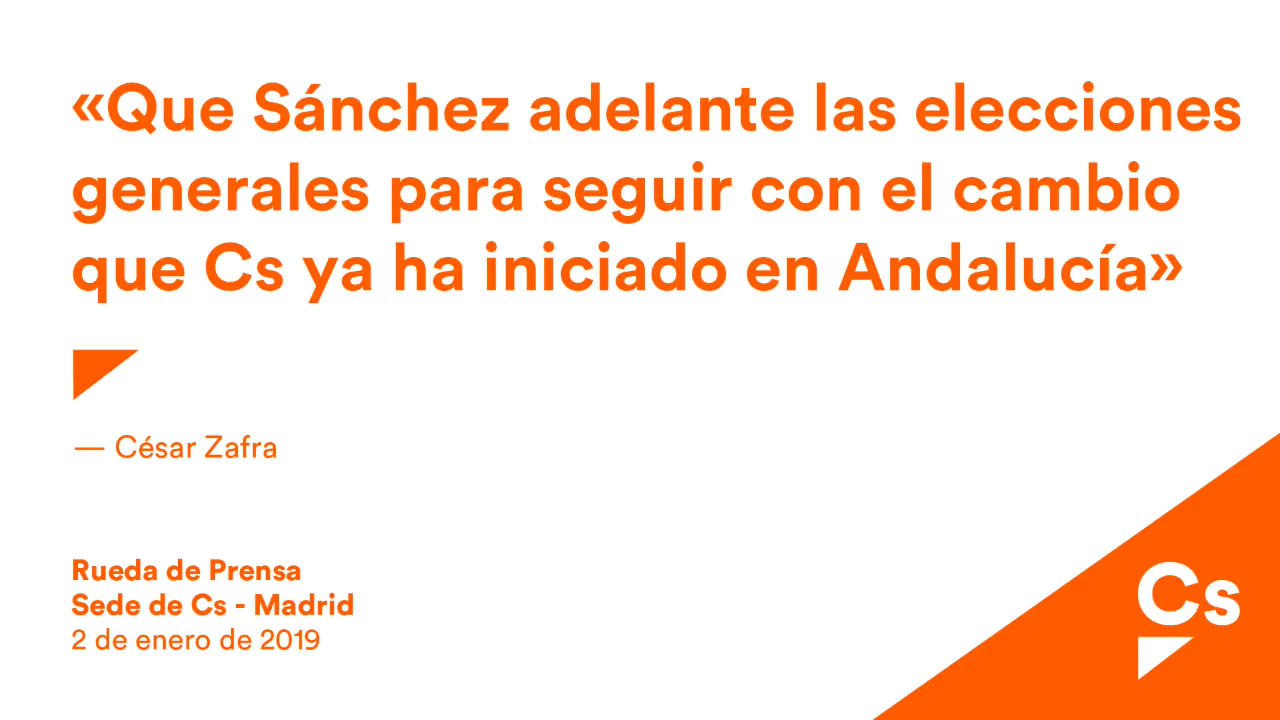 «Que Sánchez adelante las elecciones
generales para seguir con el cambio
que Cs ya ha iniciado en Andalucía»
— César Zafra
Rueda de Prensa
Sede de Cs - Madrid
2 de enero de 2019
Cs